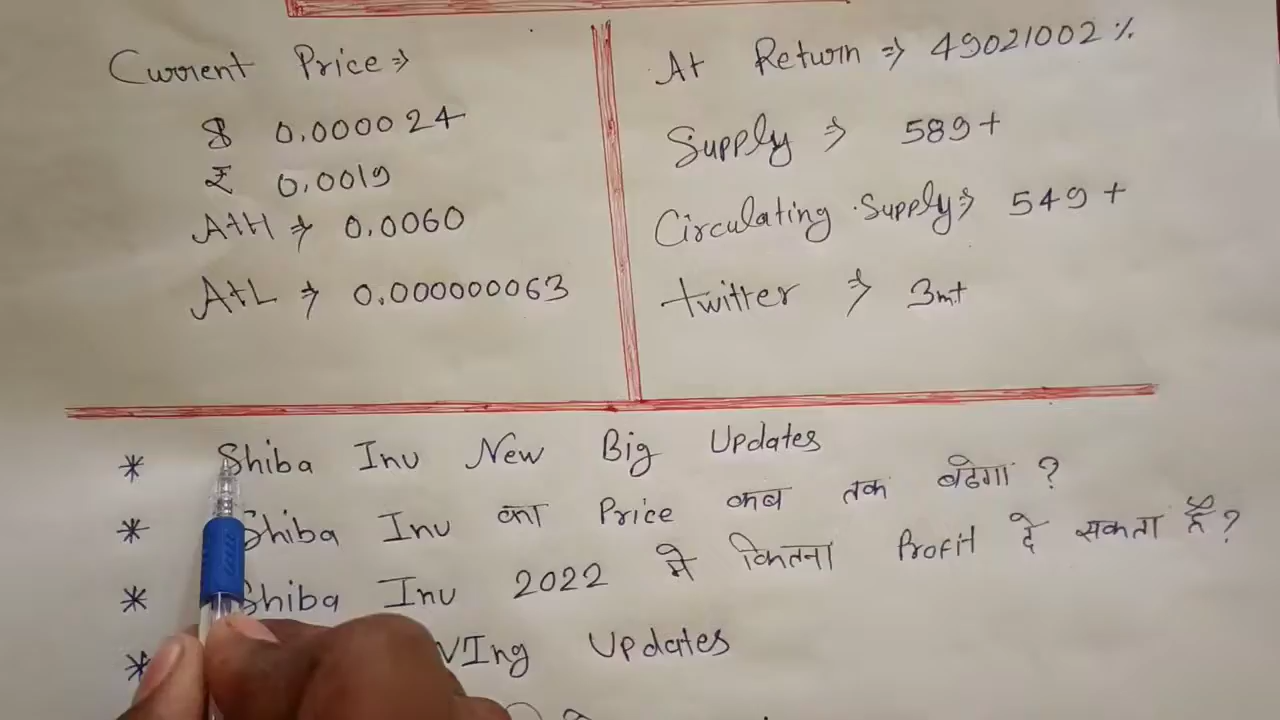 Current Price ⇒
$ 0.000024
₹ 0.0019
AtH ⇒ 0.0060
AtL ⇒ 0.000000063
At Return ⇒ 49021002 %
Supply ⇒ 589+
Circulating Supply ⇒ 549+
twitter ⇒ 3m+
* Shiba Inu New Big Updates
* Shiba Inu का Price कब तक बढेगा ?
* Shiba Inu 2022 मे कितना Profit दे सकता है ?
* Updates